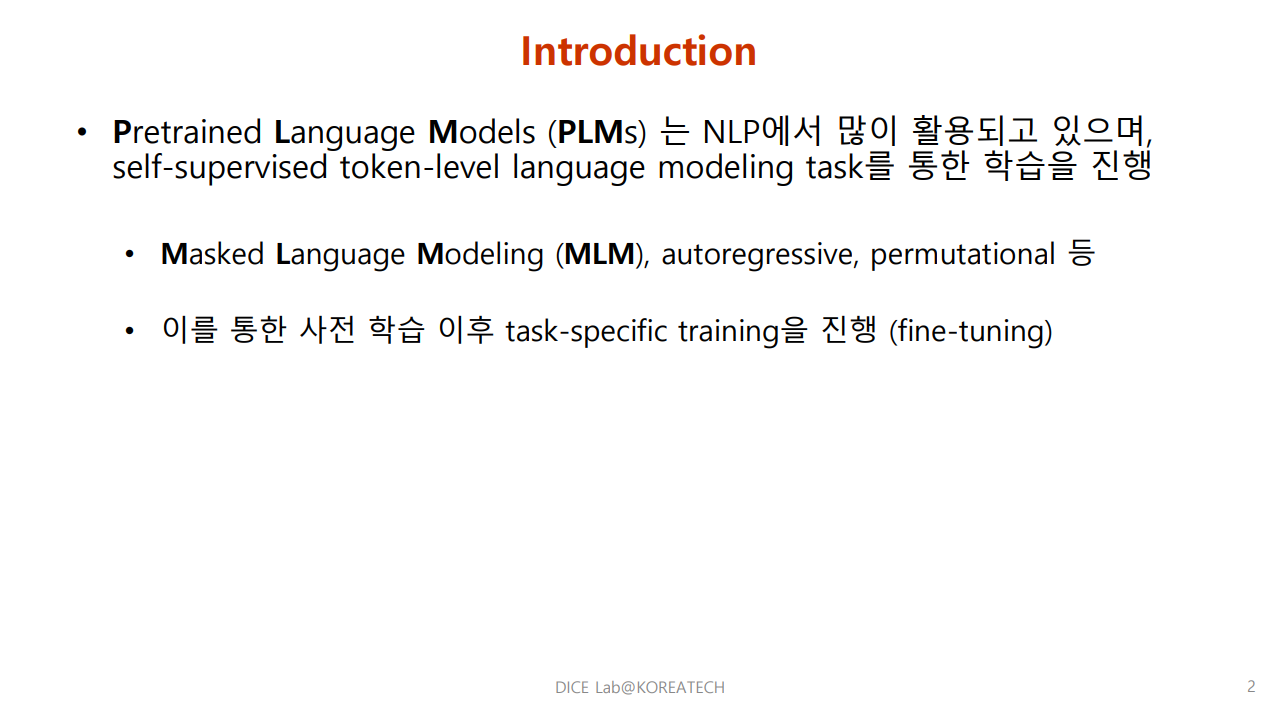 Introduction
• Pretrained Language Models (PLMs) 는 NLP에서 많이 활용되고 있으며,
self-supervised token-level language modeling task를 통한 학습을 진행
• Masked Language Modeling (MLM), autoregressive, permutational 등
• 이를 통한 사전 학습 이후 task-specific training을 진행 (fine-tuning)
DICE Lab@KOREATECH
2